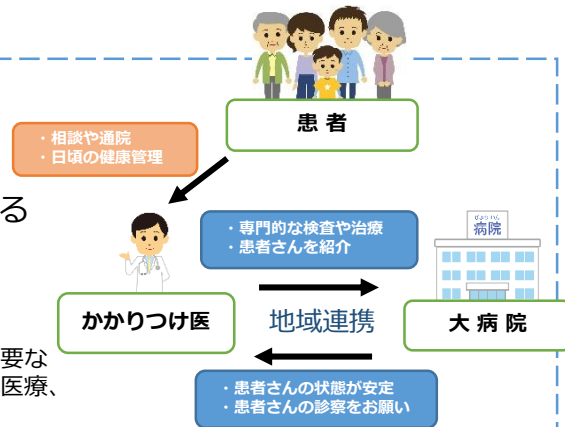 患 者
・相談や通院
・日頃の健康管理
る
・専門的な検査や治療
・患者さんを紹介
病院
かかりつけ医
地域連携
大 病 院
要な
医療、
・患者さんの状態が安定
・患者さんの診察をお願い